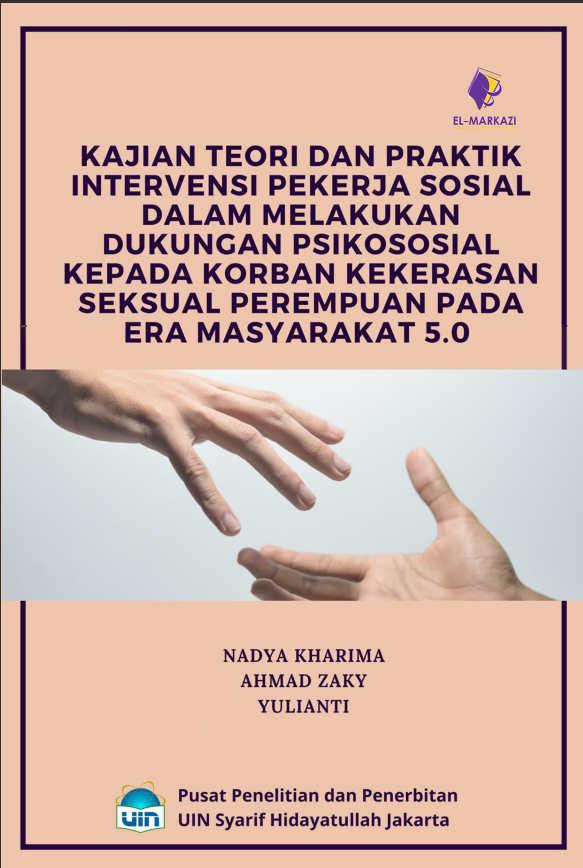 EL-MARKAZI
KAJIAN TEORI DAN PRAKTIK
INTERVENSI PEKERJA SOSIAL
DALAM MELAKUKAN
DUKUNGAN PSIKOSOSIAL
KEPADA KORBAN KEKERASAN
SEKSUAL PEREMPUAN PADA
ERA MASYARAKAT 5.0
NADYA KHARIMA
AHMAD ZAKY
YULIANTI
uin
Pusat Penelitian dan Penerbitan
UIN Syarif Hidayatullah Jakarta